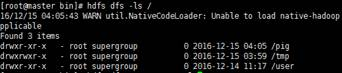 [root@master bin]# hdfs dfs -ls /
16/12/15 04:05:43 WARN util.NativeCodeLoader: Unable to load native-hadoop
pplicable
Found 3 items
drwxr-xr-x - root supergroup 0 2016-12-15 04:05 /pig
drwxrwx--- - root supergroup 0 2016-12-15 03:59 /tmp
drwxr-xr-x - root supergroup 0 2016-12-14 11:17 /user